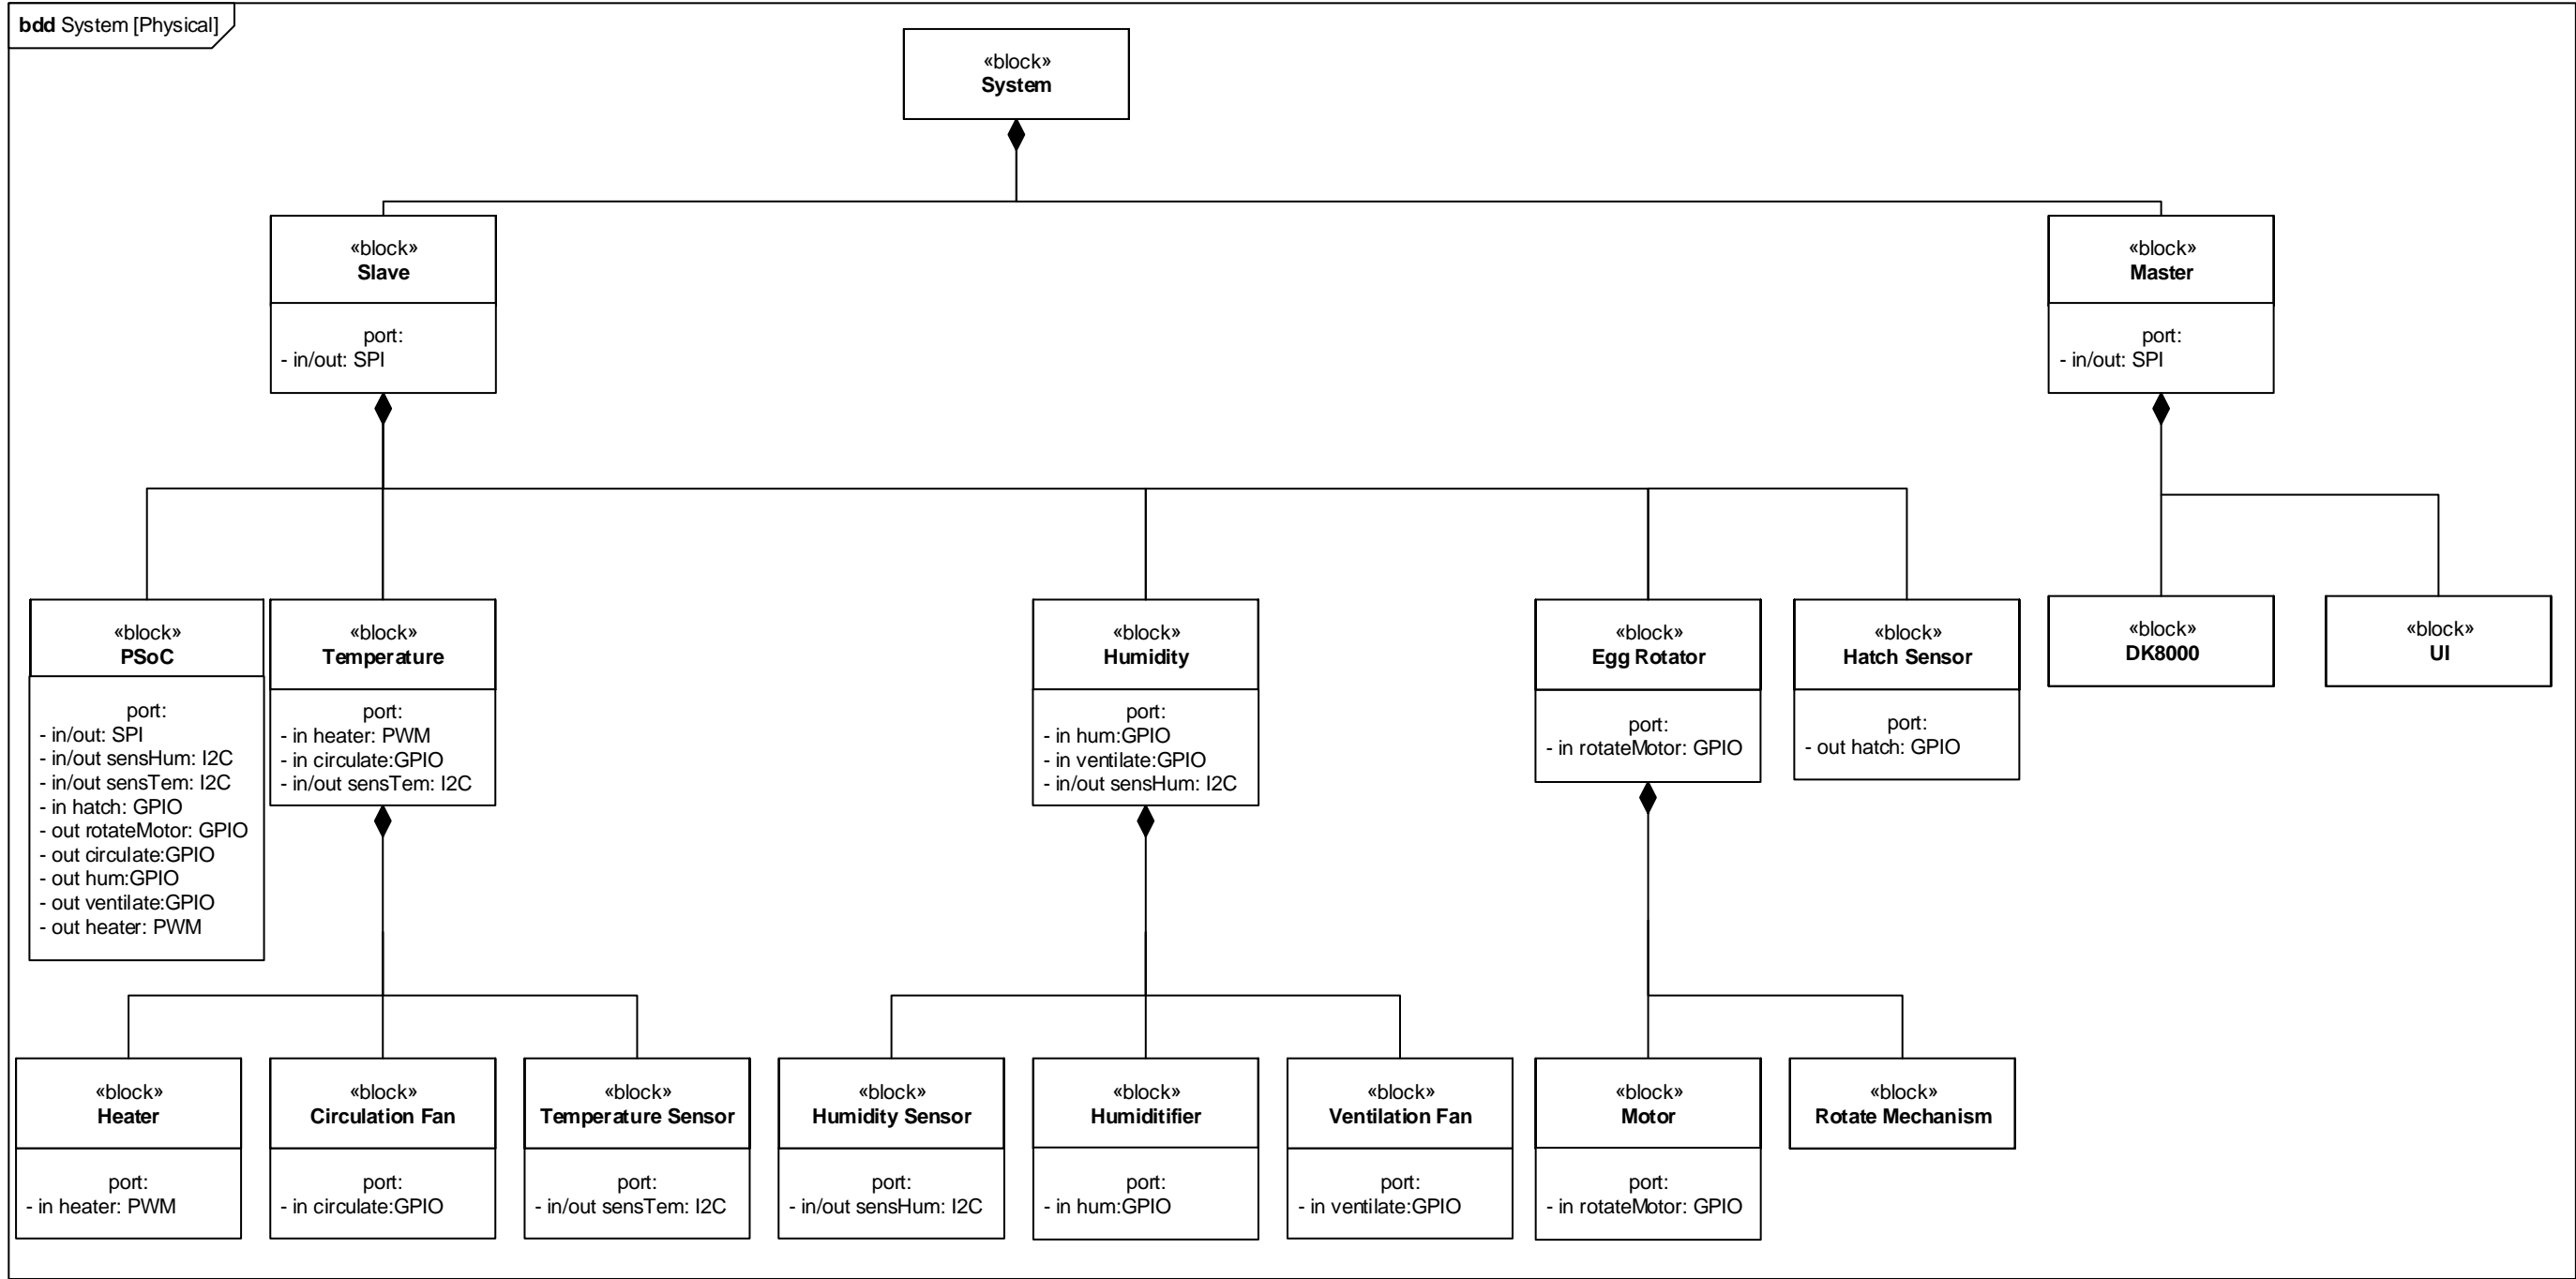 bdd System [Physical]
«block»
System
«block»
Slave
port:
- in/out: SPI
«block»
Master
port:
- in/out: SPI
«block»
PSoC
port:
- in/out: SPI
- in/out sensHum: I2C
- in/out sensTem: I2C
- in hatch: GPIO
- out rotateMotor: GPIO
- out circulate:GPIO
- out hum:GPIO
- out ventilate:GPIO
- out heater: PWM
«block»
Temperature
port:
- in heater: PWM
- in circulate:GPIO
- in/out sensTem: I2C
«block»
Humidity
port:
- in hum:GPIO
- in ventilate:GPIO
- in/out sensHum: I2C
«block»
Egg Rotator
port:
- in rotateMotor: GPIO
«block»
Hatch Sensor
port:
- out hatch: GPIO
«block»
DK8000
«block»
UI
«block»
Heater
port:
- in heater: PWM
«block»
Circulation Fan
port:
- in circulate:GPIO
«block»
Temperature Sensor
port:
- in/out sensTem: I2C
«block»
Humidity Sensor
port:
- in/out sensHum: I2C
«block»
Humiditifier
port:
- in hum:GPIO
«block»
Ventilation Fan
port:
- in ventilate:GPIO
«block»
Motor
port:
- in rotateMotor: GPIO
«block»
Rotate Mechanism